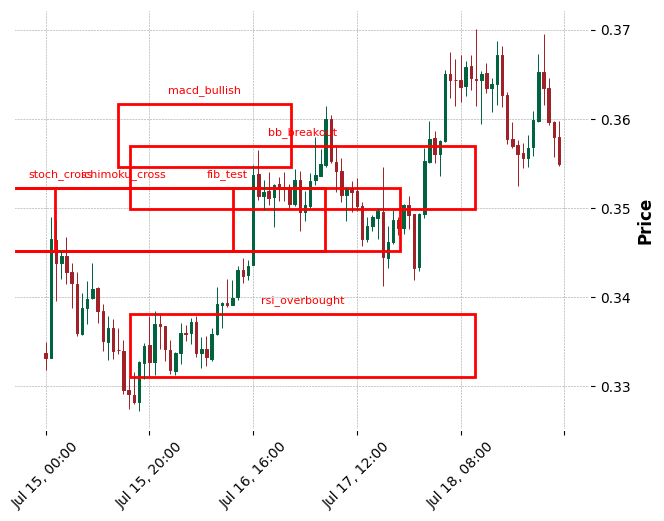 0.37
macd_bullish
0.36
bb_breakout
stoch_cross
ichimoku_cross
fib_test
0.35
Price
0.34
rsi_overbought
0.33
Jul 15, 00:00
Jul 15, 20:00
Jul 16, 16:00
Jul 17, 12:00
Jul 18, 08:00